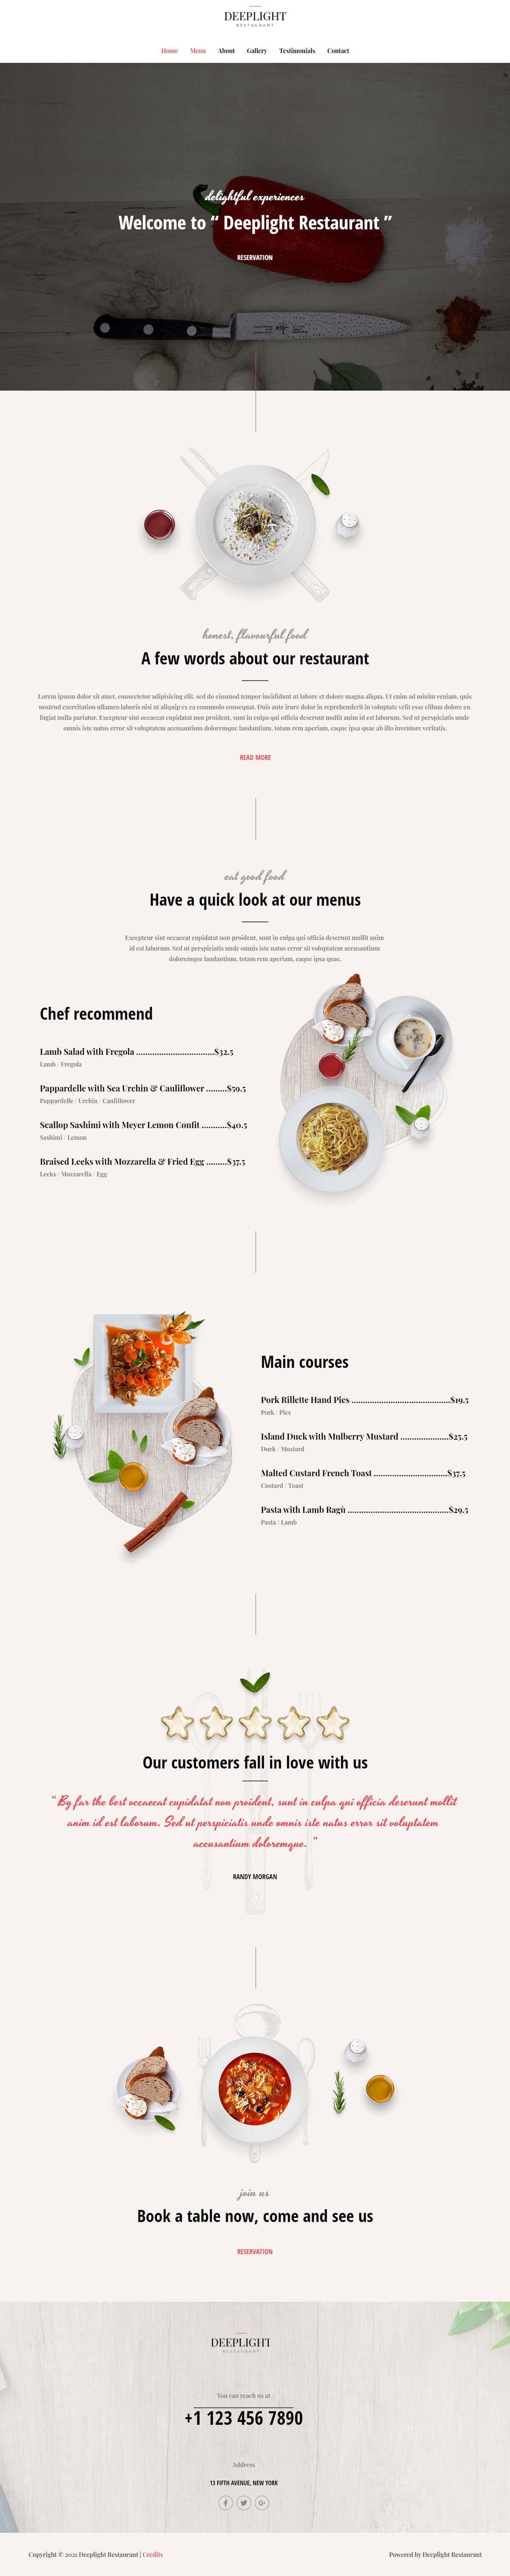 DEEPLIGHT
RESTAURANT
Home Menu About Gallery Testimonials Contact
delightful experiences
Welcome to “ Deeplight Restaurant ”
RESERVATION
honest, flavourful food
A few words about our restaurant
Lorem ipsum dolor sit amet, consectetur adipisicing elit, sed do eiusmod tempor incididunt ut labore et dolore magna aliqua. Ut enim ad minim veniam, quis
nostrud exercitation ullamco laboris nisi ut aliquip ex ea commodo consequat. Duis aute irure dolor in reprehenderit in voluptate velit esse cillum dolore eu
fugiat nulla pariatur. Excepteur sint occaecat cupidatat non proident, sunt in culpa qui officia deserunt mollit anim id est laborum. Sed ut perspiciatis unde
omnis iste natus error sit voluptatem accusantium doloremque laudantium, totam rem aperiam, eaque ipsa quae ab illo inventore veritatis.
READ MORE
eat good food
Have a quick look at our menus
Excepteur sint occaecat cupidatat non proident, sunt in culpa qui officia deserunt mollit anim
id est laborum. Sed ut perspiciatis unde omnis iste natus error sit voluptatem accusantium
doloremque laudantium, totam rem aperiam, eaque ipsa quae.
Chef recommend
Lamb Salad with Fregola ..................................$32.5
Lamb / Fregola
Pappardelle with Sea Urchin & Cauliflower .........$59.5
Pappardelle / Urchin / Cauliflower
Scallop Sashimi with Meyer Lemon Confit ...........$40.5
Sashimi / Lemon
Braised Leeks with Mozzarella & Fried Egg .........$37.5
Leeks / Mozzarella / Egg
Main courses
Pork Rillette Hand Pies ...........................................$19.5
Pork / Pies
Island Duck with Mulberry Mustard .....................$25.5
Duck / Mustard
Malted Custard French Toast ................................$37.5
Custard / Toast
Pasta with Lamb Ragù ............................................$29.5
Pasta / Lamb
Our customers fall in love with us
“ By far the best occaecat cupidatat non proident, sunt in culpa qui officia deserunt mollit
anim id est laborum. Sed ut perspiciatis unde omnis iste natus error sit voluptatem
accusantium doloremque. ”
RANDY MORGAN
join us
Book a table now, come and see us
RESERVATION
DEEPLIGHT
RESTAURANT
You can reach us at
+1 123 456 7890
Address
13 FIFTH AVENUE, NEW YORK
Copyright © 2021 Deeplight Restaurant | Credits
Powered by Deeplight Restaurant